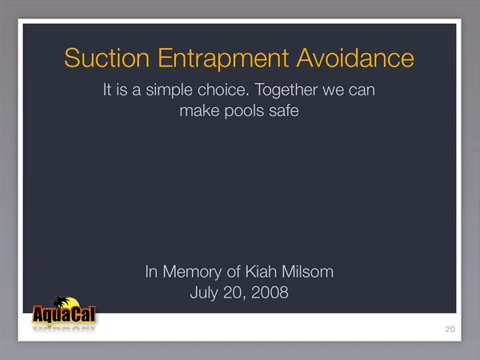 Suction Entrapment Avoidance
It is a simple choice. Together we can
make pools safe
In Memory of Kiah Milsom
July 20, 2008
AquaCal
20